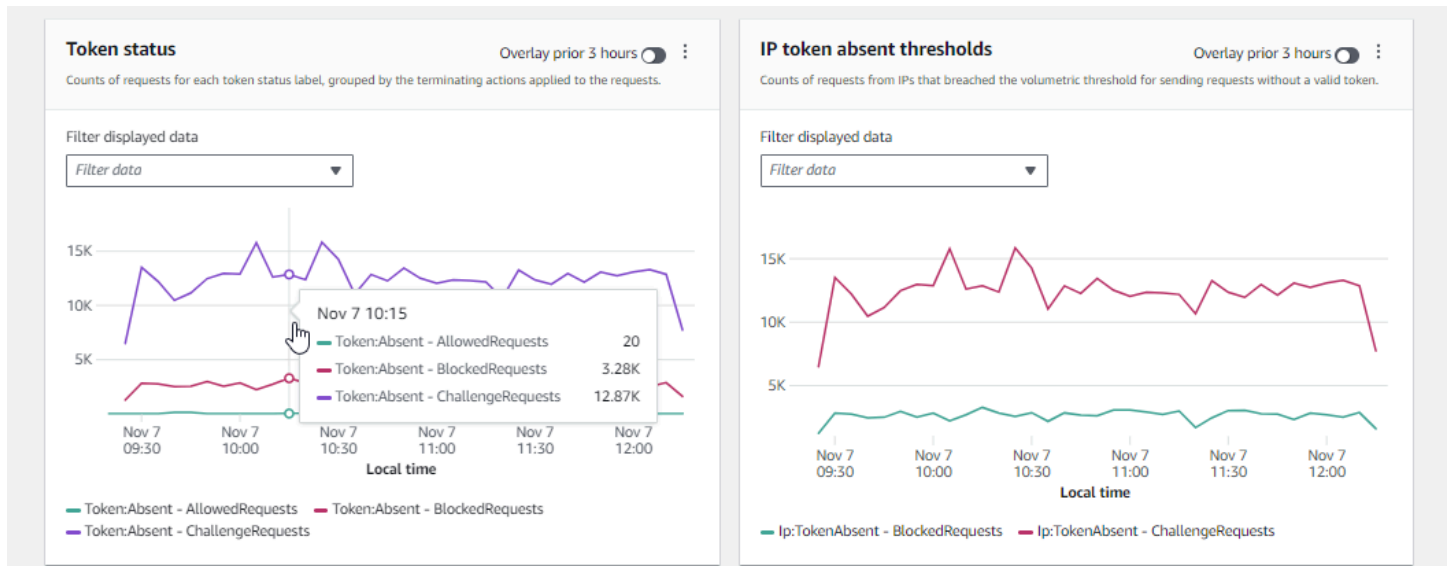 Token status
Overlay prior 3 hours
Counts of requests for each token status label, grouped by the terminating actions applied to the requests.
Filter displayed data
Filter data
15K
10K
5K
Nov 7 10:15
Token:Absent - AllowedRequests 20
Token:Absent - BlockedRequests 3.28K
Token:Absent - ChallengeRequests 12.87K
Nov 7 Nov 7 Nov 7 Nov 7 Nov 7 Nov 7
09:30 10:00 10:30 11:00 11:30 12:00
Local time
Token:Absent - AllowedRequests Token:Absent - BlockedRequests
Token:Absent - ChallengeRequests
IP token absent thresholds
Overlay prior 3 hours
Counts of requests from IPs that breached the volumetric threshold for sending requests without a valid token.
Filter displayed data
Filter data
15K
10K
5K
Nov 7 Nov 7 Nov 7 Nov 7 Nov 7 Nov 7
09:30 10:00 10:30 11:00 11:30 12:00
Local time
Ip:TokenAbsent - BlockedRequests Ip:TokenAbsent - ChallengeRequests